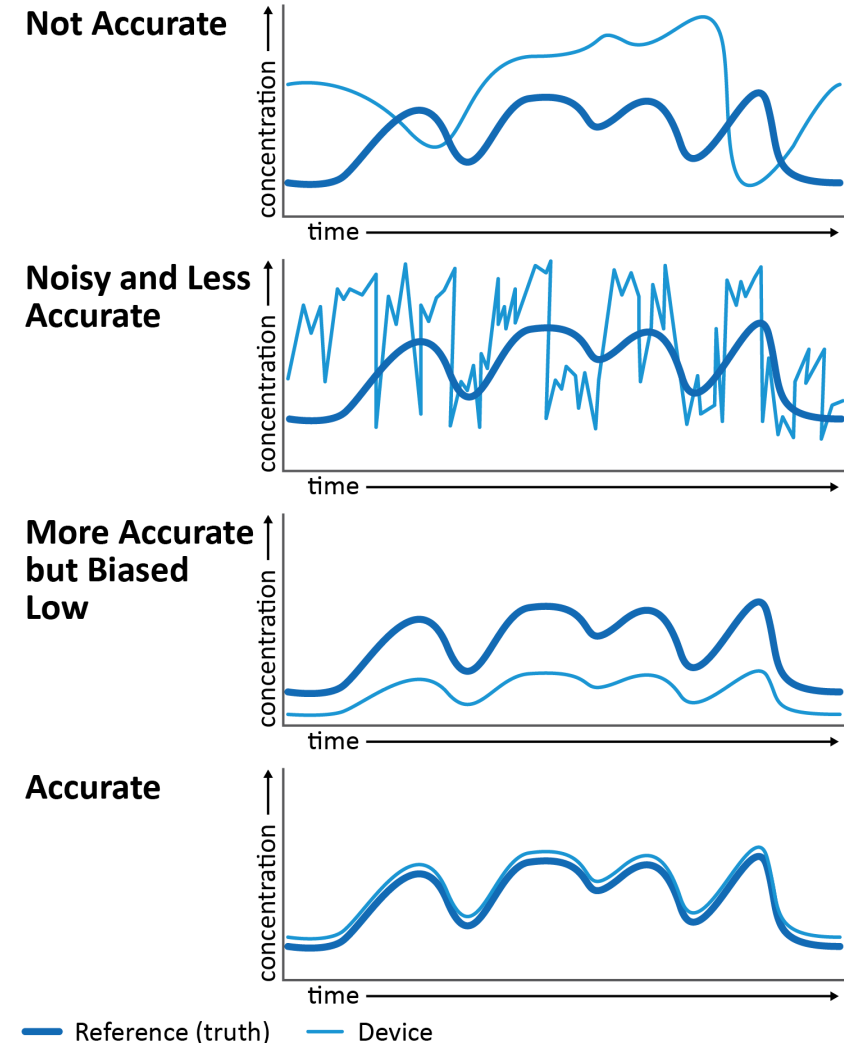 Not Accurate
concentration
time
Noisy and Less
Accurate
concentration
time
More Accurate
but Biased
Low
concentration
time
Accurate
concentration
time
Reference (truth)
Device